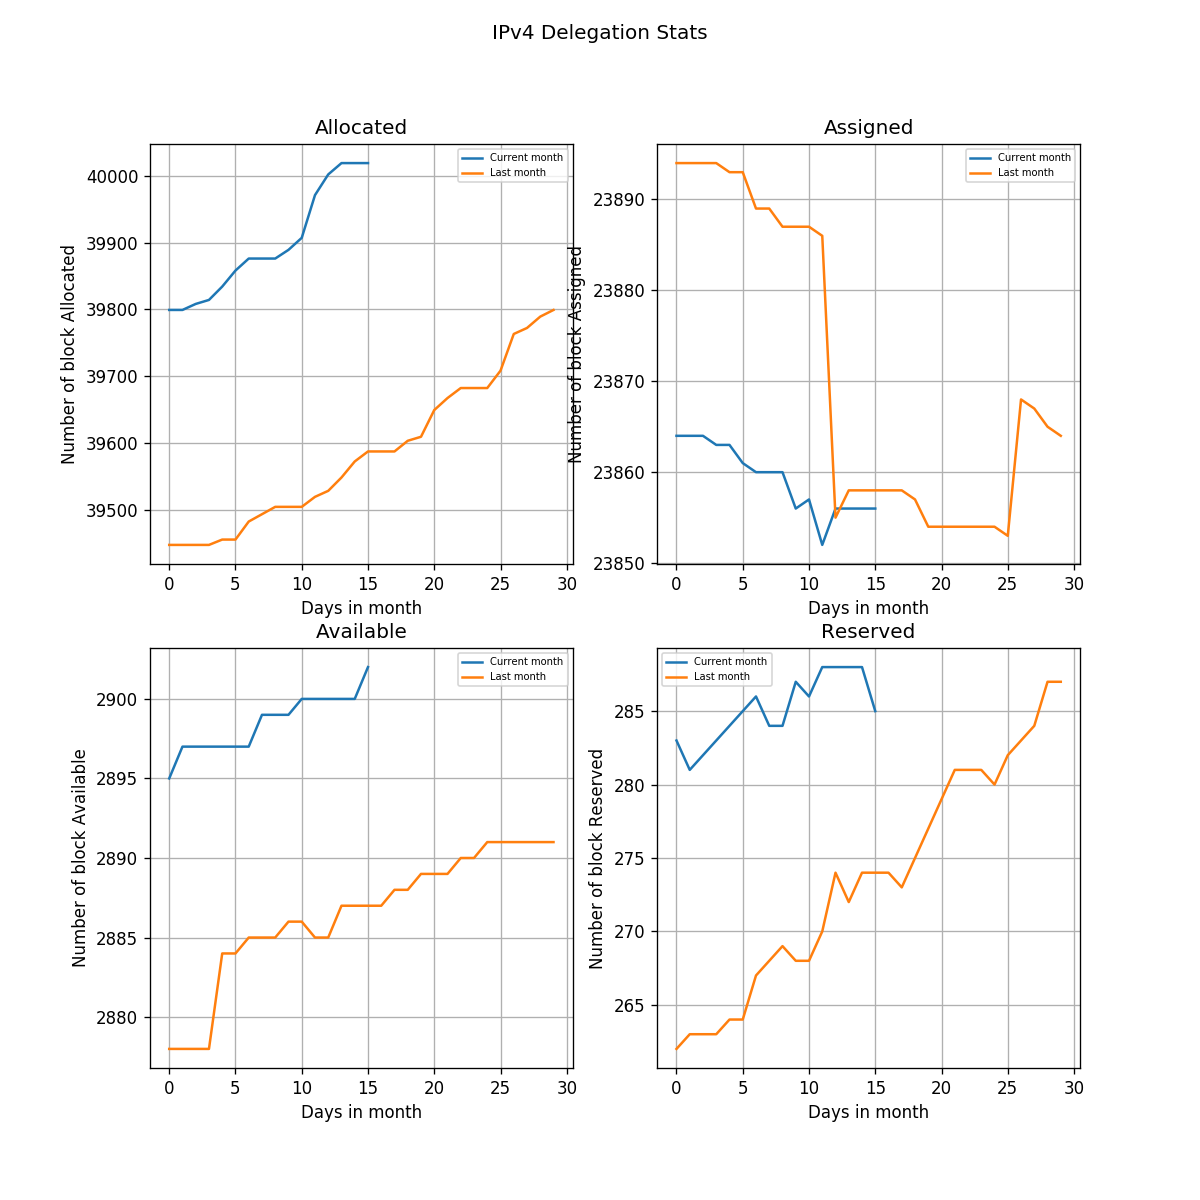 IPv4 Delegation Stats
Allocated
Current month
Last month
40000
39900
39800
39700
39600
39500
Number of block Allocated
0 5 10 15 20 25 30
Days in month
Assigned
Current month
Last month
23890
23880
23870
23860
23850
Number of block Assigned
0 5 10 15 20 25 30
Days in month
Available
Current month
Last month
2900
2895
2890
2885
2880
Number of block Available
0 5 10 15 20 25 30
Days in month
Reserved
Current month
Last month
285
280
275
270
265
Number of block Reserved
0 5 10 15 20 25 30
Days in month